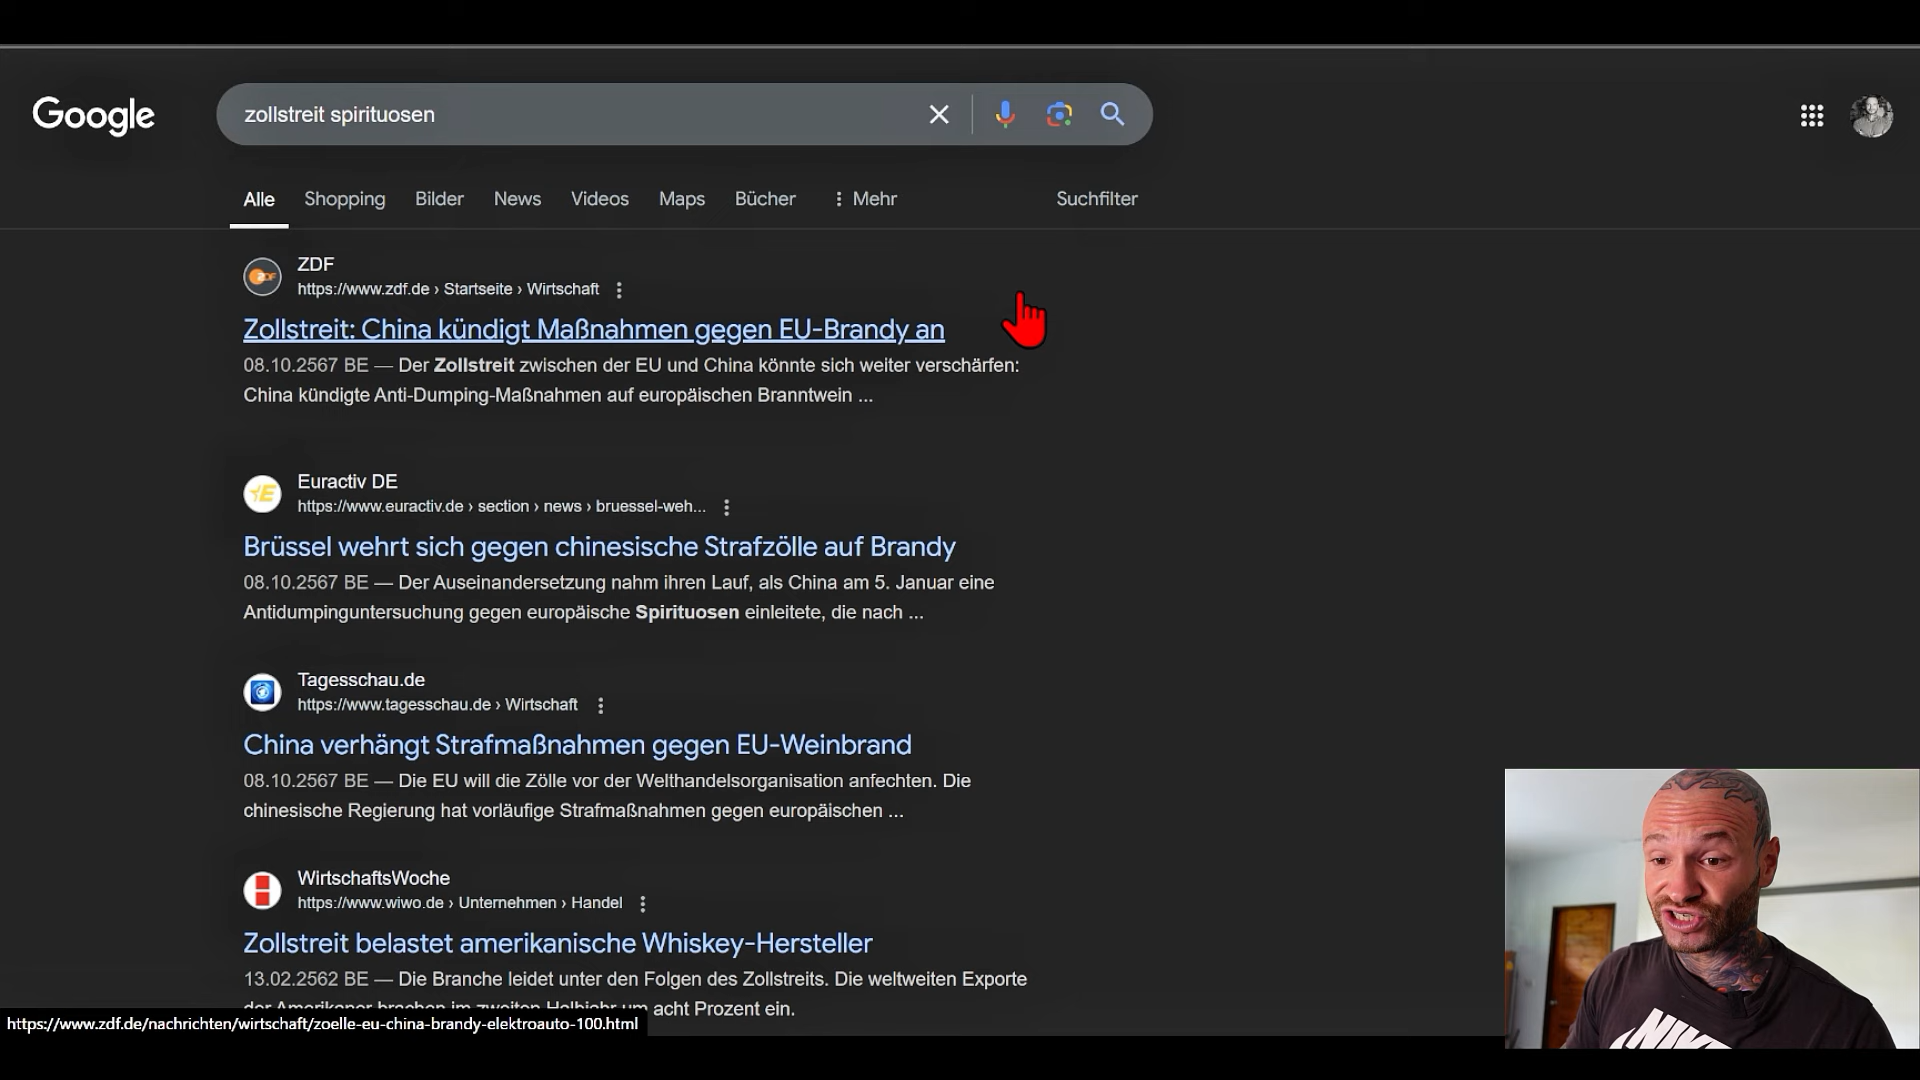 Google
zollstreit spirituosen
Alle Shopping Bilder News Videos Maps Bücher Mehr Suchfilter
ZDF
https://www.zdf.de › Startseite › Wirtschaft
Zollstreit: China kündigt Maßnahmen gegen EU-Brandy an
08.10.2567 BE — Der Zollstreit zwischen der EU und China könnte sich weiter verschärfen:
China kündigte Anti-Dumping-Maßnahmen auf europäischen Branntwein ...
Euractiv DE
https://www.euractiv.de › section › news › bruessel-weh...
Brüssel wehrt sich gegen chinesische Strafzölle auf Brandy
08.10.2567 BE — Der Auseinandersetzung nahm ihren Lauf, als China am 5. Januar eine
Antidumpinguntersuchung gegen europäische Spirituosen einleitete, die nach ...
Tagesschau.de
https://www.tagesschau.de › Wirtschaft
China verhängt Strafmaßnahmen gegen EU-Weinbrand
08.10.2567 BE — Die EU will die Zölle vor der Welthandelsorganisation anfechten. Die
chinesische Regierung hat vorläufige Strafmaßnahmen gegen europäischen ...
WirtschaftsWoche
https://www.wiwo.de › Unternehmen › Handel
Zollstreit belastet amerikanische Whiskey-Hersteller
13.02.2562 BE — Die Branche leidet unter den Folgen des Zollstreits. Die weltweiten Exporte
der Amerikaner brachen im zweiten Halbjahr um acht Prozent ein.
https://www.zdf.de/nachrichten/wirtschaft/zoelle-eu-china-brandy-elektroauto-100.html
NIKE